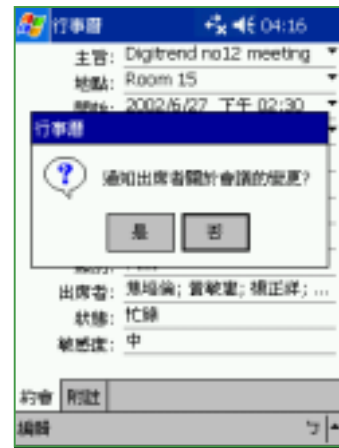 行事曆 04:16
主旨: Digitrend no12 meeting
地點: Room 15
開始: 2002/6/27 下午 02:30
行事曆
通知出席者關於會議的變更?
是 否
出席者: 焦培倫; 曾敏雄; 楊正祥; ...
狀態: 忙碌
敏感度: 中
約會 附註
編輯 ㄅ